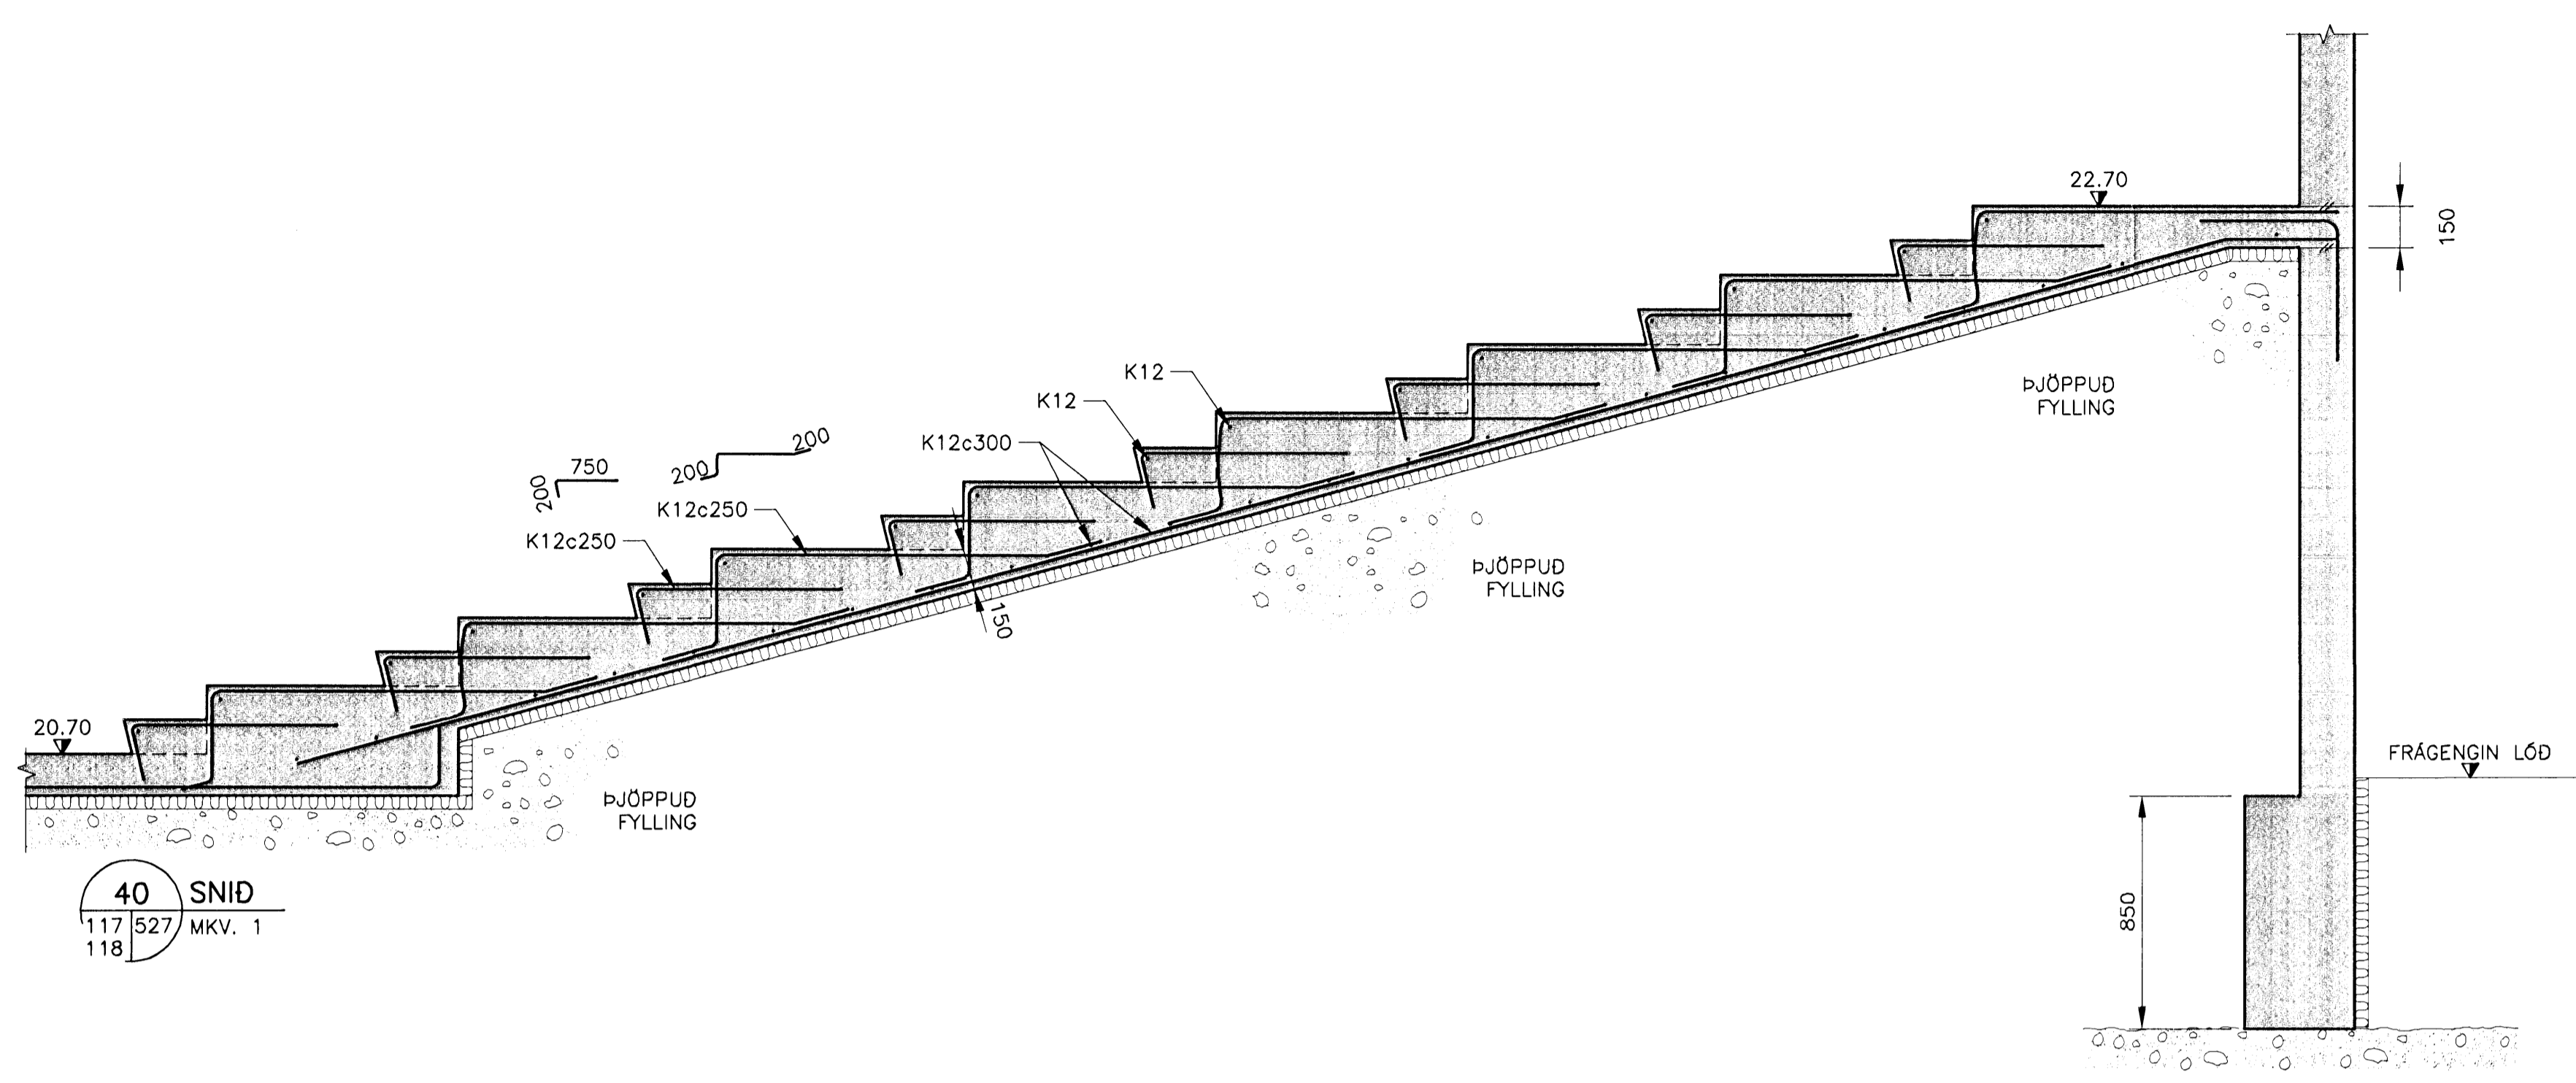 22.70
150
K12
K12
K12c300
200
200
750
200
K12c250
K12c250
150
ÞJÖPPUÐ
FYLLING
ÞJÖPPUÐ
FYLLING
ÞJÖPPUÐ
FYLLING
20.70
FRÁGENGIN LÓÐ
850
40 SNIÐ
117 527 MKV. 1
118